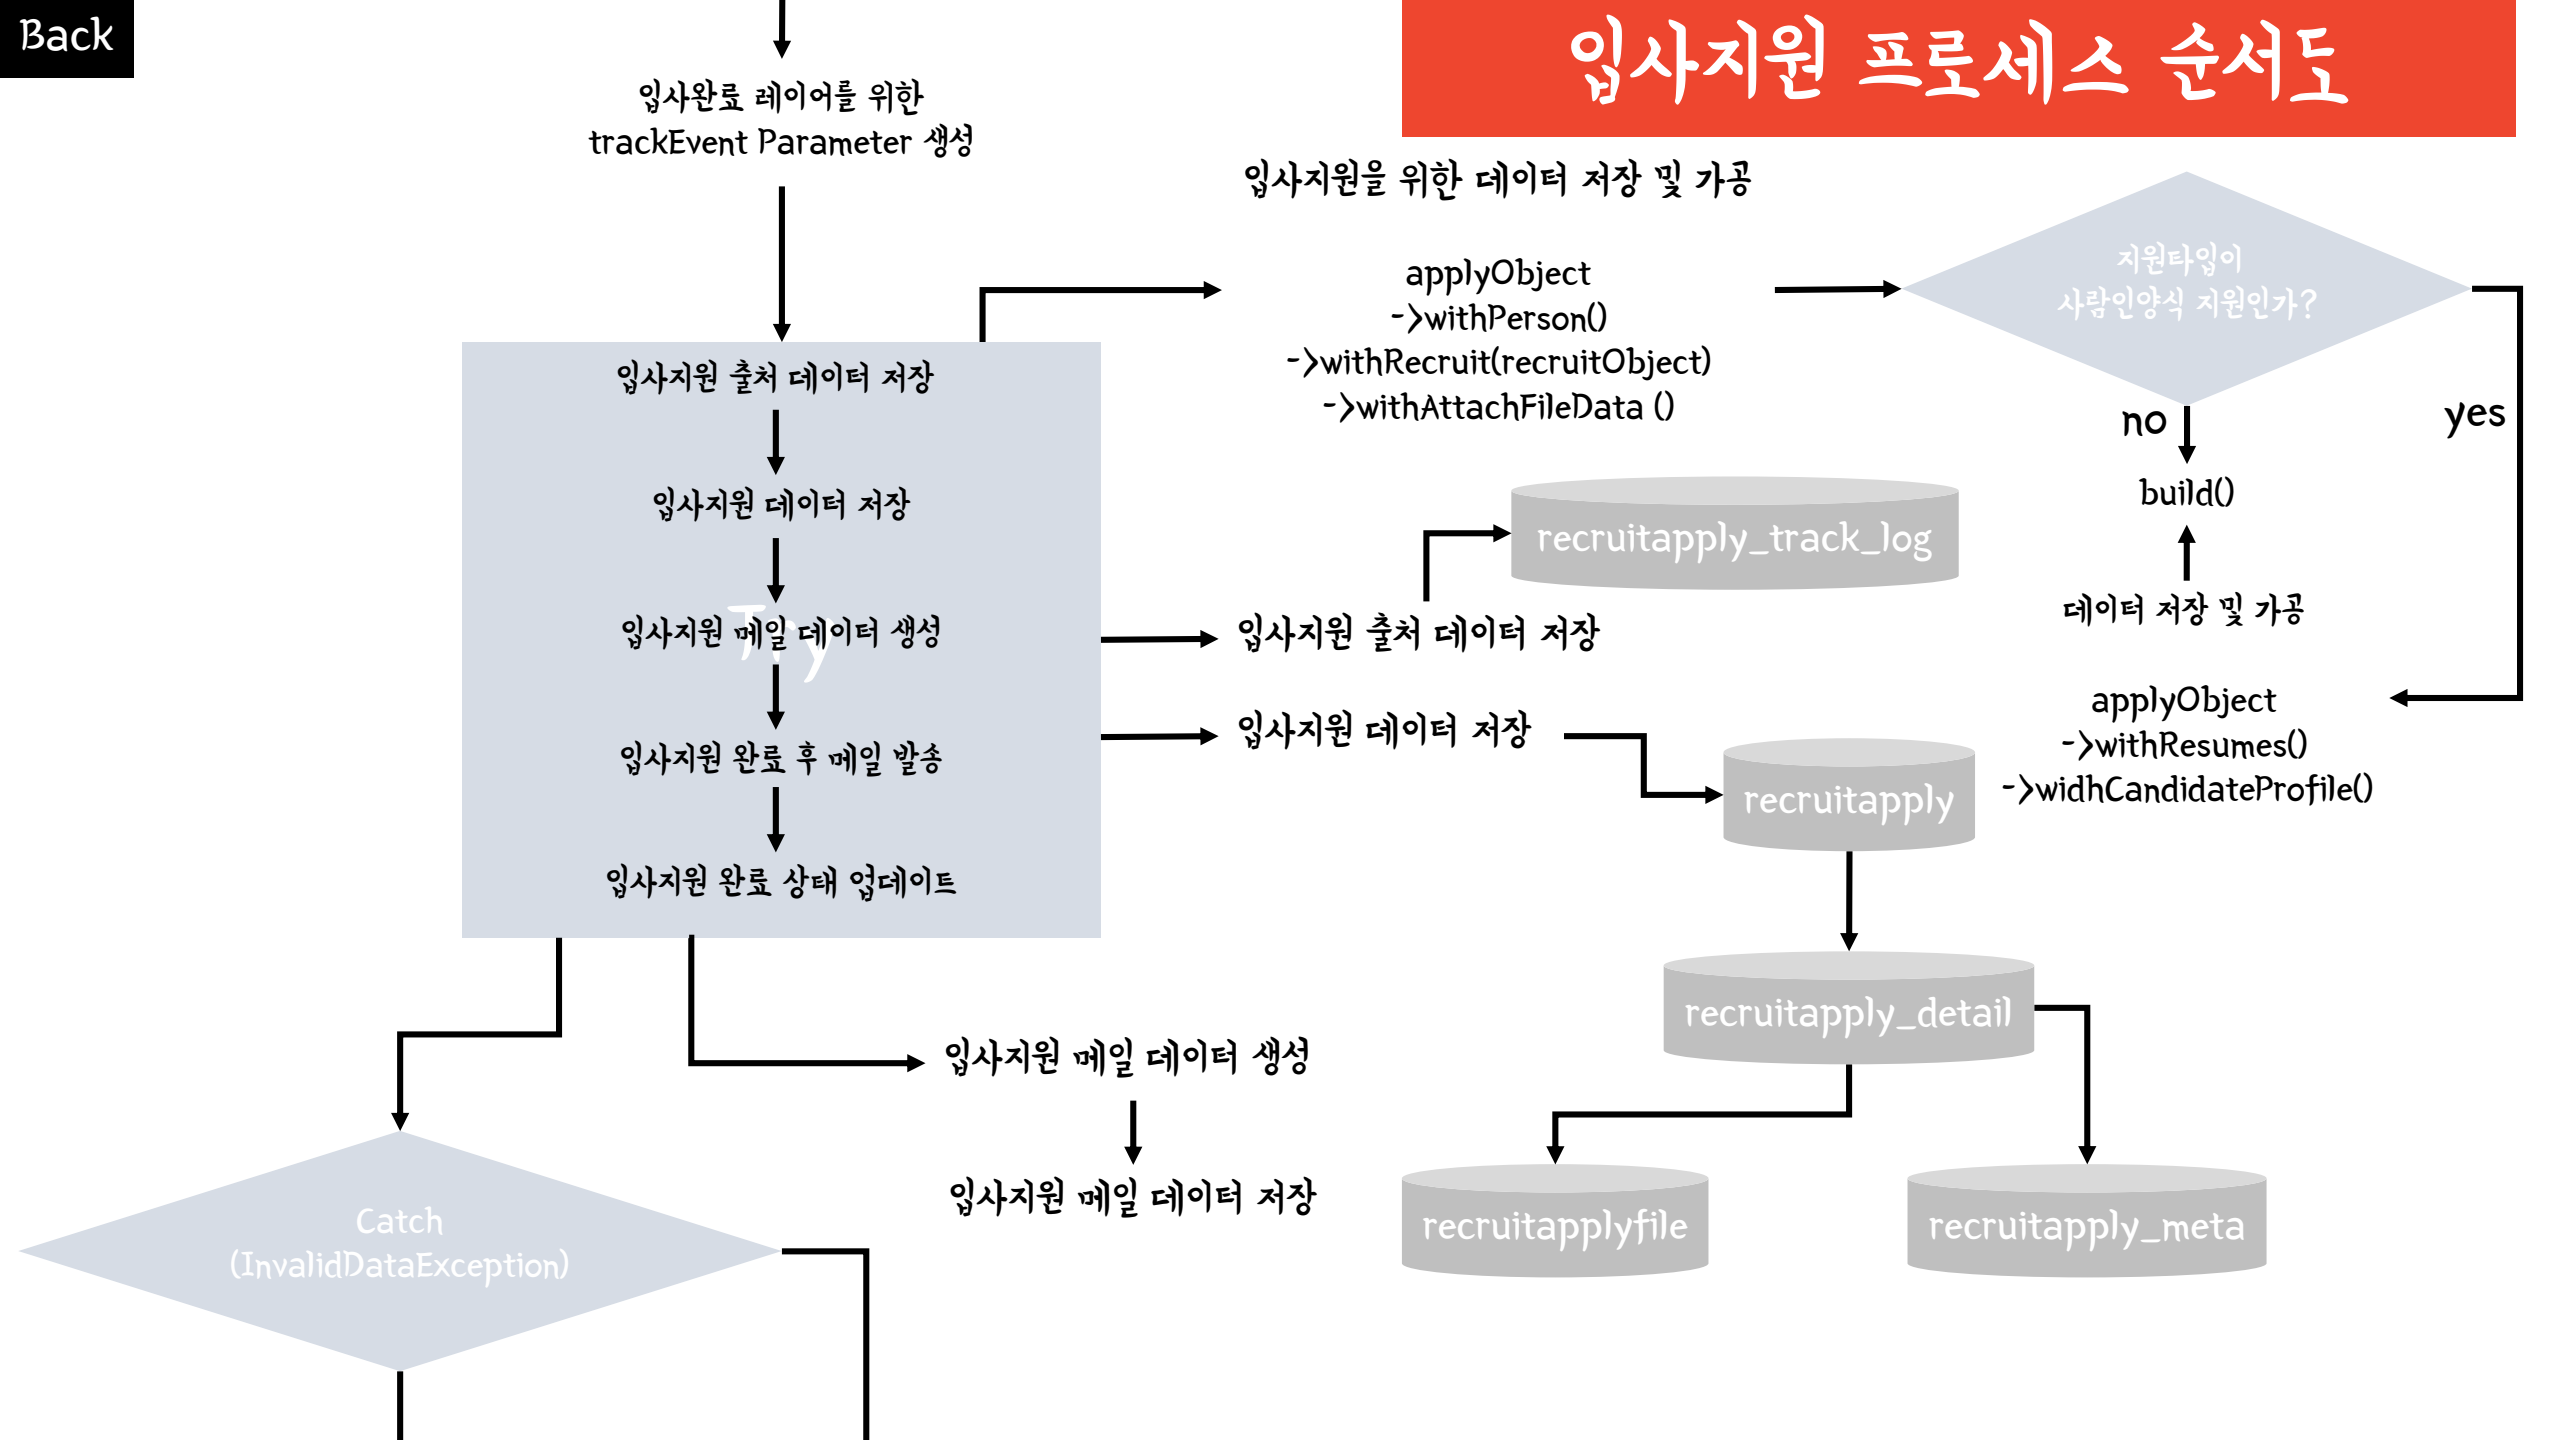 Back
입사지원 프로세스 순서도
입사완료 레이어를 위한
trackEvent Parameter 생성
입사지원을 위한 데이터 저장 및 가공
applyObject
->withPerson()
->withRecruit(recruitObject)
->withAttachFileData ()
지원타입이
사람인양식 지원인가?
no
yes
build()
데이터 저장 및 가공
applyObject
->withResumes()
->widhCandidateProfile()
Try
입사지원 출처 데이터 저장
입사지원 데이터 저장
입사지원 메일 데이터 생성
입사지원 완료 후 메일 발송
입사지원 완료 상태 업데이트
recruitapply_track_log
입사지원 출처 데이터 저장
입사지원 데이터 저장
recruitapply
recruitapply_detail
recruitapplyfile
recruitapply_meta
입사지원 메일 데이터 생성
입사지원 메일 데이터 저장
Catch
(InvalidDataException)